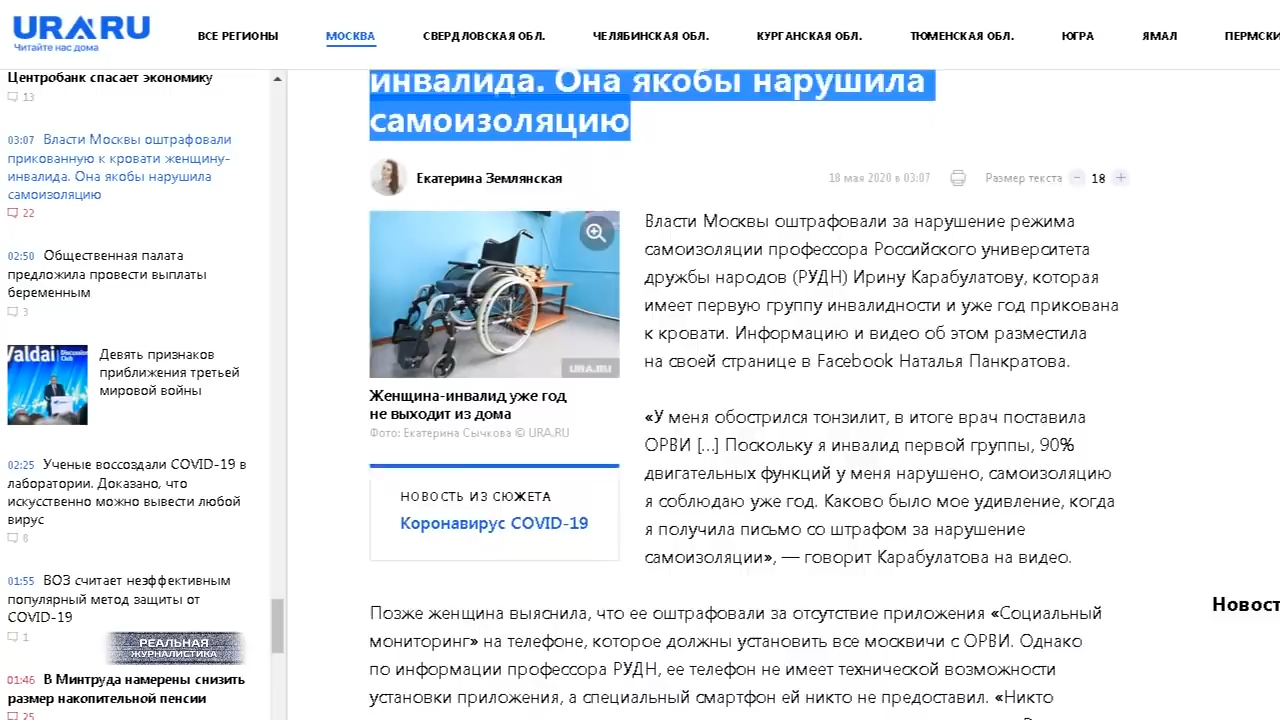 URA.RU
Читайте нас дома
ВСЕ РЕГИОНЫ
МОСКВА
СВЕРДЛОВСКАЯ ОБЛ.
ЧЕЛЯБИНСКАЯ ОБЛ.
КУРГАНСКАЯ ОБЛ.
ТЮМЕНСКАЯ ОБЛ.
ЮГРА
ЯМАЛ
ПЕРМСКИ
Центробанк спасает экономику
13
03:07 Власти Москвы оштрафовали
прикованную к кровати женщину-
инвалида. Она якобы нарушила
самоизоляцию
22
02:50 Общественная палата
предложила провести выплаты
беременным
3
Valdai Discussion
Club
Девять признаков
приближения третьей
мировой войны
02:25 Ученые воссоздали COVID-19 в
лаборатории. Доказано, что
искусственно можно вывести любой
вирус
6
01:55 ВОЗ считает неэффективным
популярный метод защиты от
COVID-19
1
РЕАЛЬНАЯ
ЖУРНАЛИСТИКА
01:46 В Минтруда намерены снизить
размер накопительной пенсии
25
инвалида. Она якобы нарушила
самоизоляцию
Екатерина Землянская
18 мая 2020 в 03:07
Размер текста − 18 +
URA.RU
Женщина-инвалид уже год
не выходит из дома
Фото: Екатерина Сычкова © URA.RU
НОВОСТЬ ИЗ СЮЖЕТА
Коронавирус COVID-19
Власти Москвы оштрафовали за нарушение режима
самоизоляции профессора Российского университета
дружбы народов (РУДН) Ирину Карабулатову, которая
имеет первую группу инвалидности и уже год прикована
к кровати. Информацию и видео об этом разместила
на своей странице в Facebook Наталья Панкратова.
«У меня обострился тонзилит, в итоге врач поставила
ОРВИ [...] Поскольку я инвалид первой группы, 90%
двигательных функций у меня нарушено, самоизоляцию
я соблюдаю уже год. Каково было мое удивление, когда
я получила письмо со штрафом за нарушение
самоизоляции», — говорит Карабулатова на видео.
Позже женщина выяснила, что ее оштрафовали за отсутствие приложения «Социальный
мониторинг» на телефоне, которое должны установить все москвичи с ОРВИ. Однако
по информации профессора РУДН, ее телефон не имеет технической возможности
установки приложения, а специальный смартфон ей никто не предоставил. «Никто
Новост